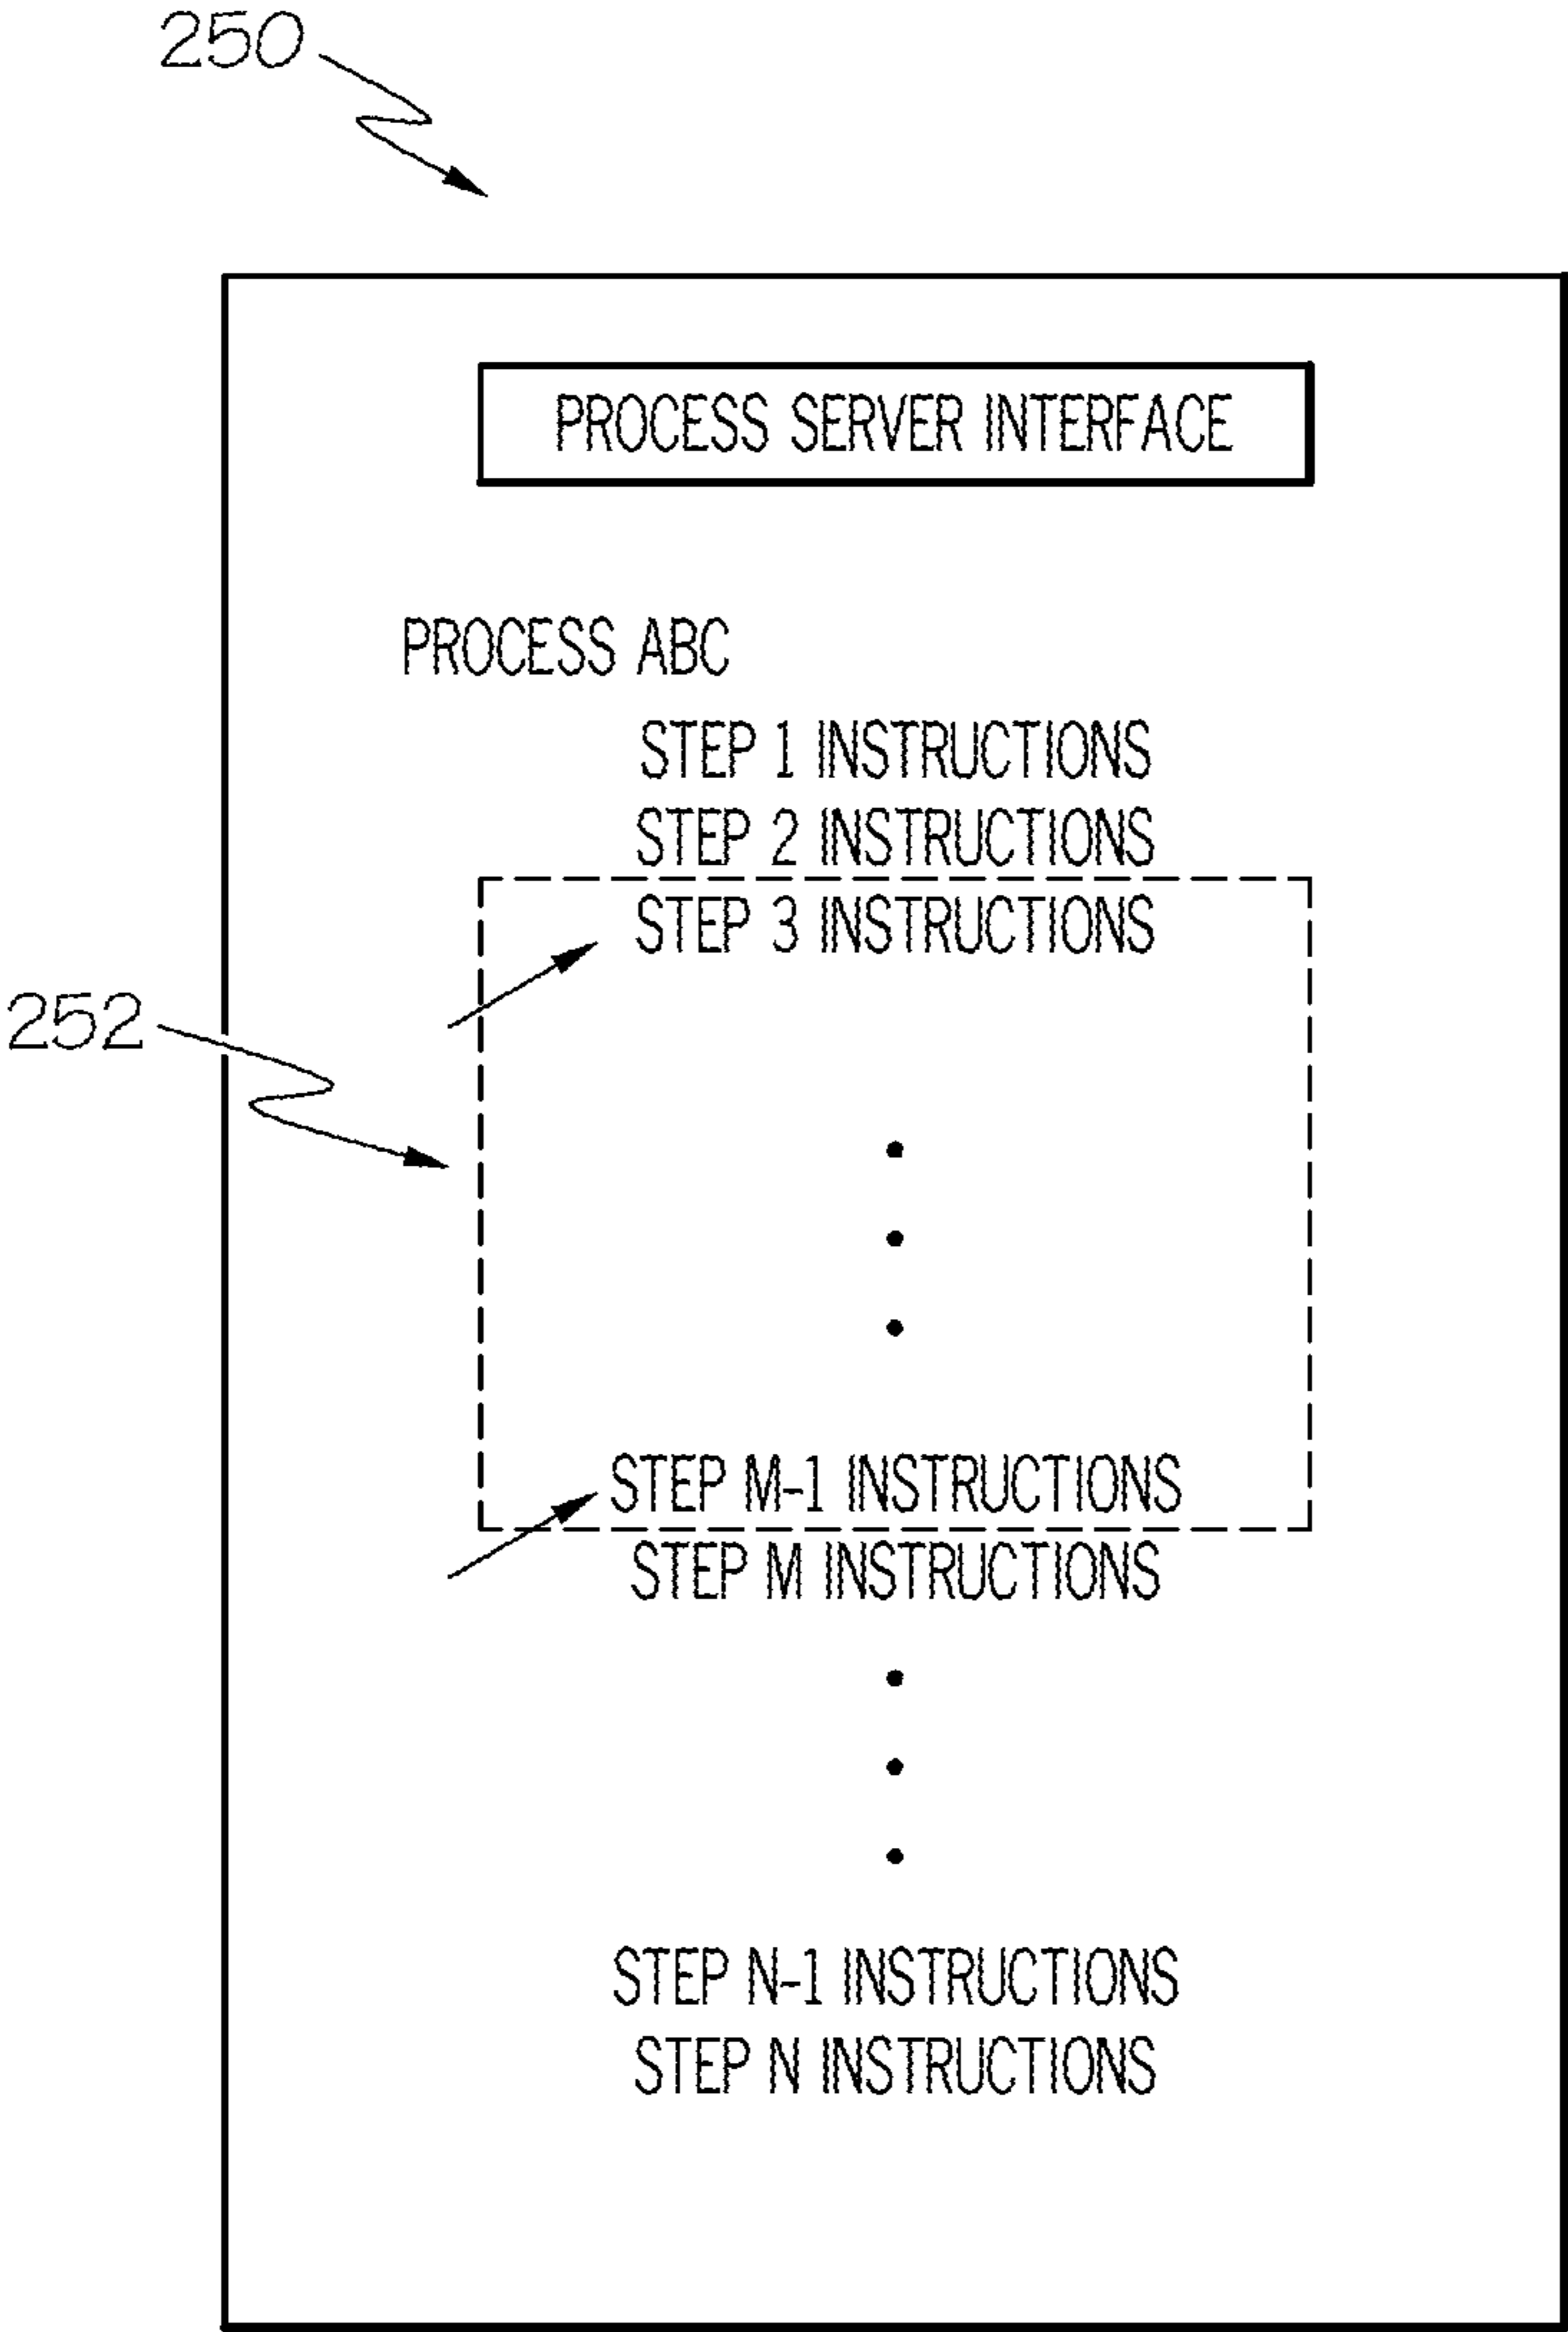 250
PROCESS SERVER INTERFACE
PROCESS ABC
STEP 1 INSTRUCTIONS
STEP 2 INSTRUCTIONS
STEP 3 INSTRUCTIONS
252
STEP M-1 INSTRUCTIONS
STEP M INSTRUCTIONS
STEP N-1 INSTRUCTIONS
STEP N INSTRUCTIONS